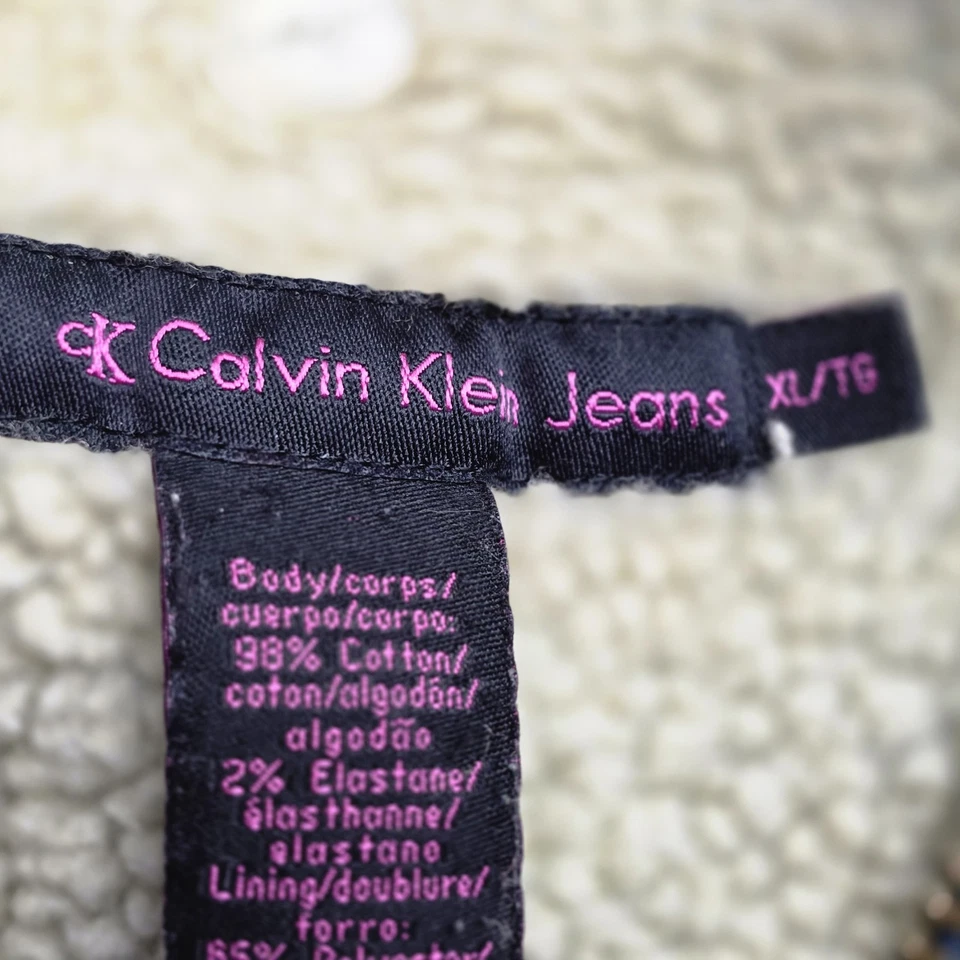 cK Calvin Klein Jeans
XL/TG
Body/corps/
cuerpo/corpo:
98% Cotton/
coton/algodón/
algodão
2% Elastane/
élasthanne/
elastano
Lining/doublure/
forro:
Polyester/